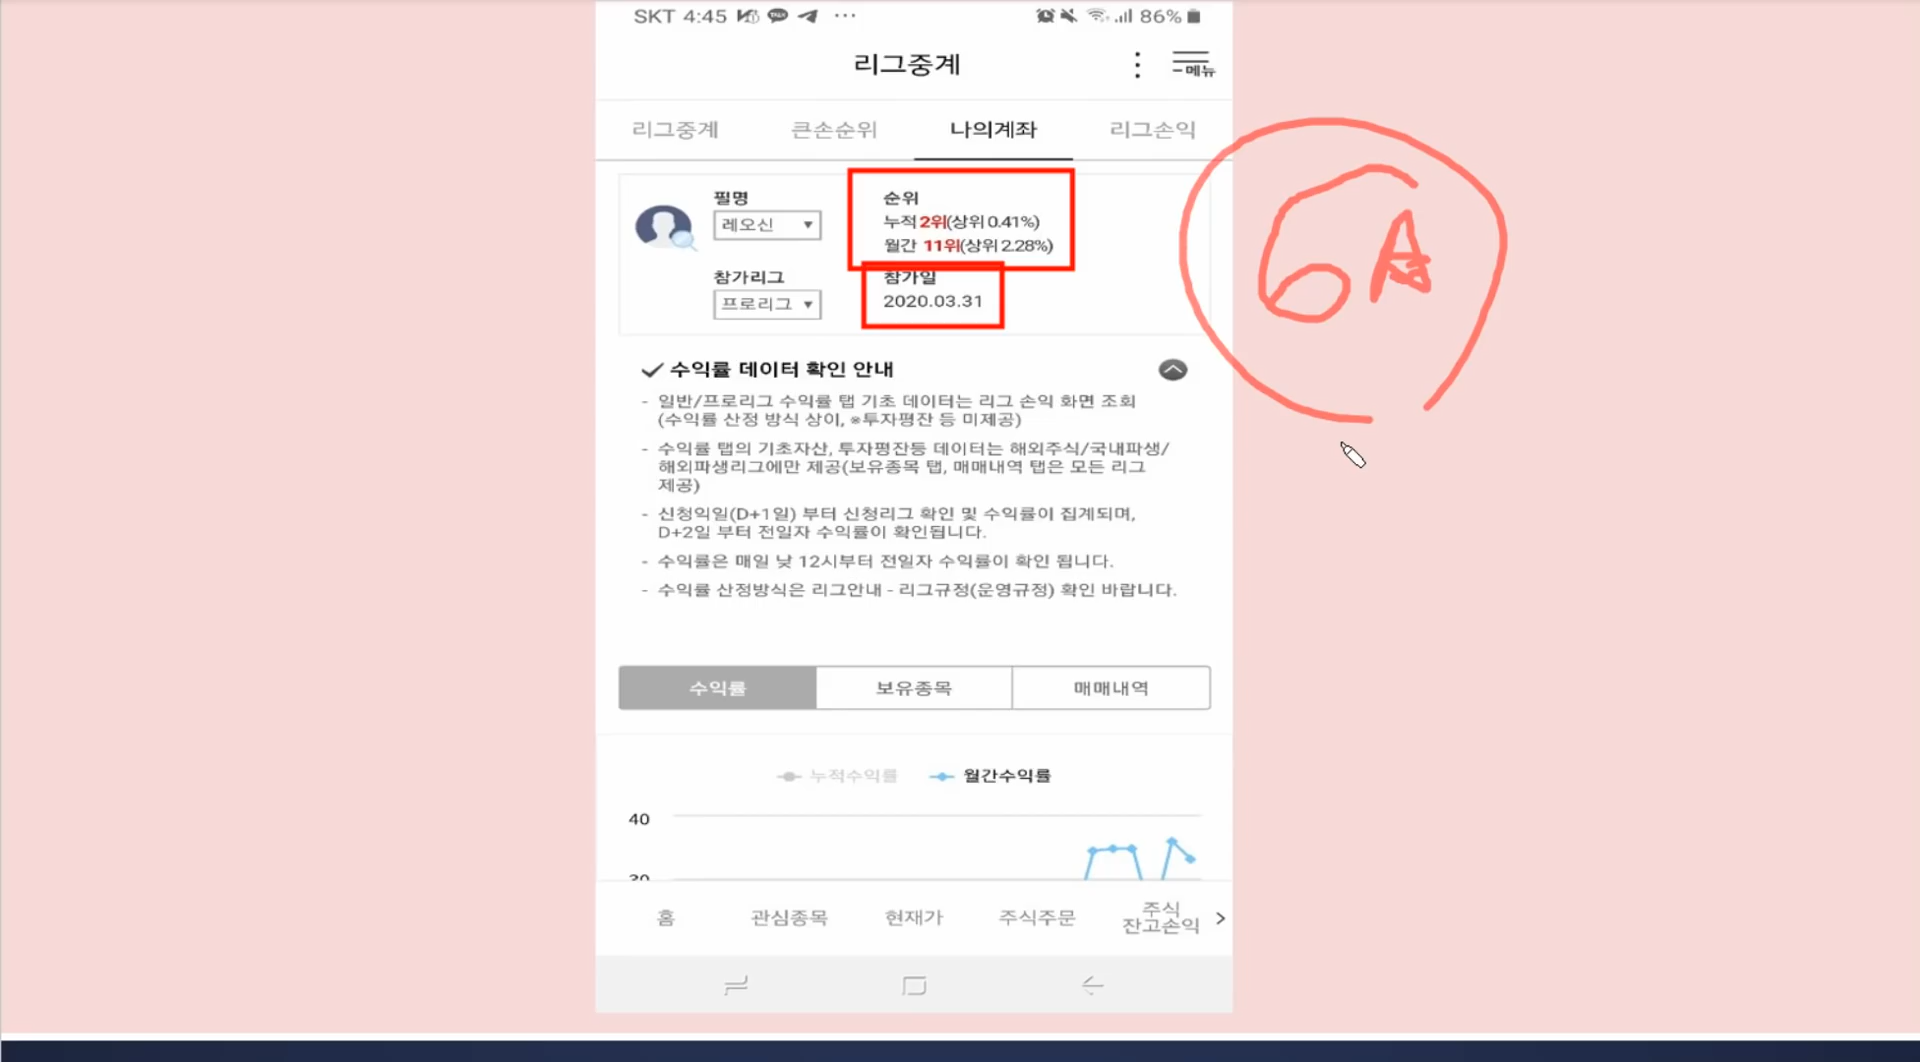 SKT 4:45 ··· 86%
리그중계
메뉴
리그중계 큰손순위 나의계좌 리그손익
필명
레오신
순위
누적 2위(상위 0.41%)
월간 11위(상위 2.28%)
참가리그
프로리그
참가일
2020.03.31
수익률 데이터 확인 안내
- 일반/프로리그 수익률 탭 기초 데이터는 리그 손익 화면 조회
(수익률 산정 방식 상이, ※투자평잔 등 미제공)
- 수익률 탭의 기초자산, 투자평잔등 데이터는 해외주식/국내파생/
해외파생리그에만 제공(보유종목 탭, 매매내역 탭은 모든 리그
제공)
- 신청익일(D+1일) 부터 신청리그 확인 및 수익률이 집계되며,
D+2일 부터 전일자 수익률이 확인됩니다.
- 수익률은 매일 낮 12시부터 전일자 수익률이 확인 됩니다.
- 수익률 산정방식은 리그안내 - 리그규정(운영규정) 확인 바랍니다.
수익률 보유종목 매매내역
누적수익률 월간수익률
40
30
홈 관심종목 현재가 주식주문 주식
잔고손익